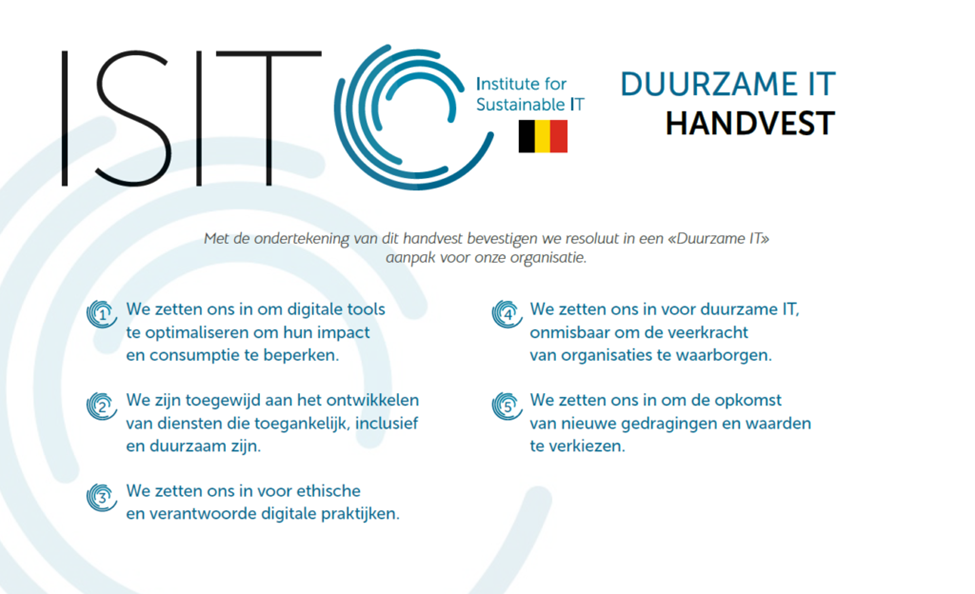 ISIT
Institute for
Sustainable IT
DUURZAME IT
HANDVEST
Met de ondertekening van dit handvest bevestigen we resoluut in een «Duurzame IT»
aanpak voor onze organisatie.
1 We zetten ons in om digitale tools
te optimaliseren om hun impact
en consumptie te beperken.
2 We zijn toegewijd aan het ontwikkelen
van diensten die toegankelijk, inclusief
en duurzaam zijn.
3 We zetten ons in voor ethische
en verantwoorde digitale praktijken.
4 We zetten ons in voor duurzame IT,
onmisbaar om de veerkracht
van organisaties te waarborgen.
5 We zetten ons in om de opkomst
van nieuwe gedragingen en waarden
te verkiezen.